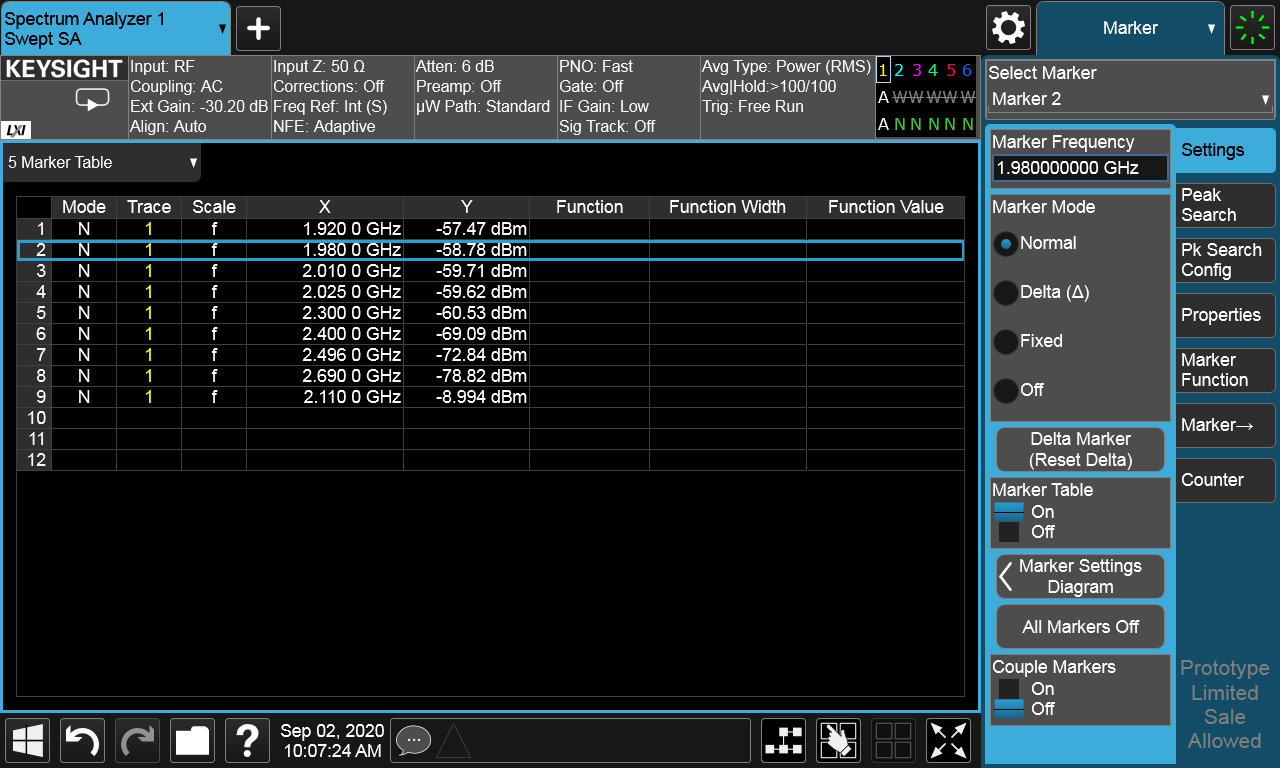 Spectrum Analyzer 1
Swept SA
Marker
KEYSIGHT
LXI
Input: RF
Coupling: AC
Ext Gain: -30.20 dB
Align: Auto
Input Z: 50 Ω
Corrections: Off
Freq Ref: Int (S)
NFE: Adaptive
Atten: 6 dB
Preamp: Off
µW Path: Standard
PNO: Fast
Gate: Off
IF Gain: Low
Sig Track: Off
Avg Type: Power (RMS)
Avg|Hold:>100/100
Trig: Free Run
1 2 3 4 5 6
A W W W W W
A N N N N N
Select Marker
Marker 2
5 Marker Table
Mode Trace Scale X Y Function Function Width Function Value
1 N 1 f 1.920 0 GHz -57.47 dBm
2 N 1 f 1.980 0 GHz -58.78 dBm
3 N 1 f 2.010 0 GHz -59.71 dBm
4 N 1 f 2.025 0 GHz -59.62 dBm
5 N 1 f 2.300 0 GHz -60.53 dBm
6 N 1 f 2.400 0 GHz -69.09 dBm
7 N 1 f 2.496 0 GHz -72.84 dBm
8 N 1 f 2.690 0 GHz -78.82 dBm
9 N 1 f 2.110 0 GHz -8.994 dBm
10
11
12
Marker Frequency
1.980000000 GHz
Marker Mode
Normal
Delta (Δ)
Fixed
Off
Delta Marker
(Reset Delta)
Marker Table
On
Off
Marker Settings
Diagram
All Markers Off
Couple Markers
On
Off
Settings
Peak
Search
Pk Search
Config
Properties
Marker
Function
Marker→
Counter
Prototype
Limited
Sale
Allowed
?
Sep 02, 2020
10:07:24 AM